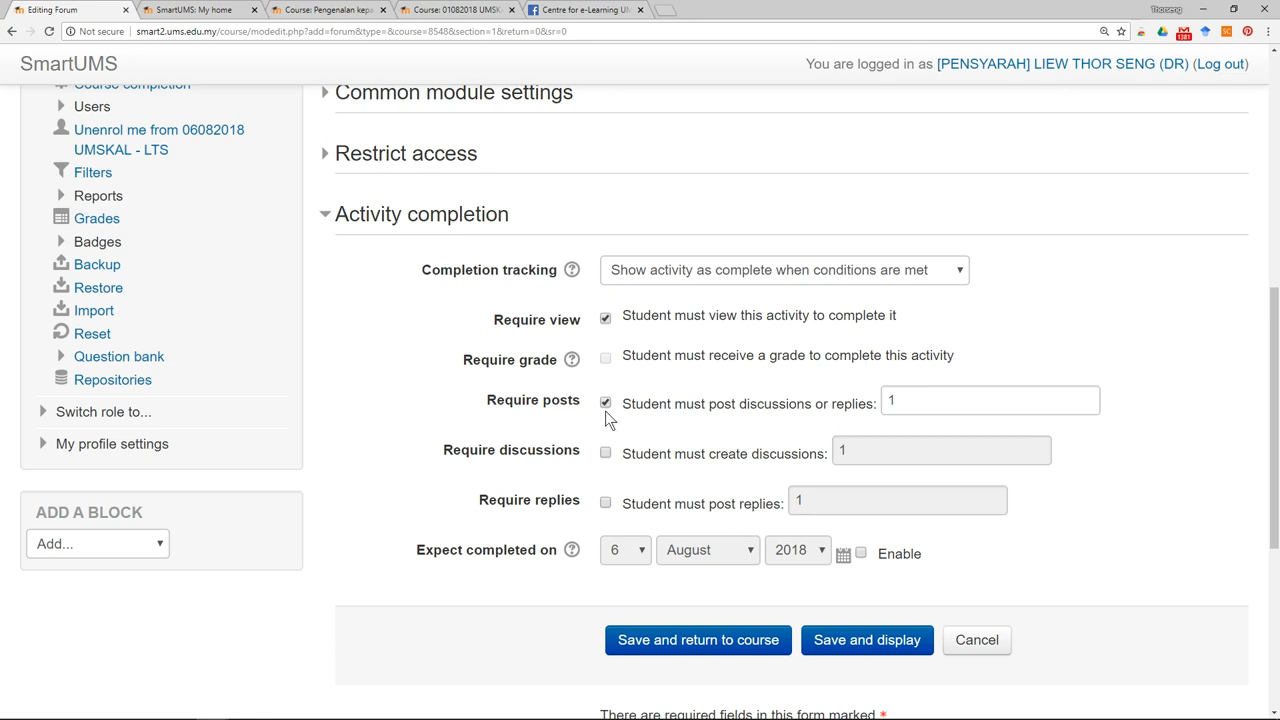 Editing Forum
SmartUMS: My home
Course: Pengenalan kepa
Course: 01082018 UMSK
Centre for e-Learning UM
Thorseng
Not secure
smart2.ums.edu.my/course/modedit.php?add=forum&type=&course=8548&section=1&return=0&sr=0
1381
SC
SmartUMS
You are logged in as [PENSYARAH] LIEW THOR SENG (DR) (Log out)
Course completion
Users
Unenrol me from 06082018
UMSKAL - LTS
Filters
Reports
Grades
Badges
Backup
Restore
Import
Reset
Question bank
Repositories
Switch role to...
My profile settings
ADD A BLOCK
Add...
Common module settings
Restrict access
Activity completion
Completion tracking ? Show activity as complete when conditions are met
Require view Student must view this activity to complete it
Require grade ? Student must receive a grade to complete this activity
Require posts Student must post discussions or replies: 1
Require discussions Student must create discussions: 1
Require replies Student must post replies: 1
Expect completed on ? 6 August 2018 Enable
Save and return to course Save and display Cancel
There are required fields in this form marked *